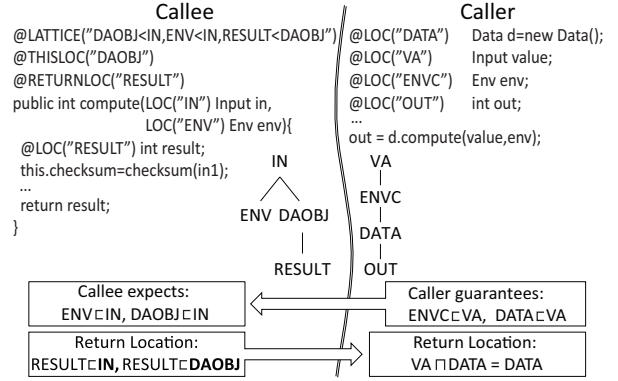 Callee
@LATTICE("DAOBJ<IN,ENV<IN,RESULT<DAOBJ")
@THISLOC("DAOBJ")
@RETURNLOC("RESULT")
public int compute(LOC("IN") Input in,
LOC("ENV") Env env){
@LOC("RESULT") int result;
this.checksum=checksum(in1);
...
return result;
}
IN
ENV DAOBJ
RESULT
Caller
@LOC("DATA") Data d=new Data();
@LOC("VA") Input value;
@LOC("ENVC") Env env;
@LOC("OUT") int out;
...
out = d.compute(value,env);
VA
ENVC
DATA
OUT
Callee expects:
ENV⊏IN, DAOBJ⊏IN
Caller guarantees:
ENVC⊏VA, DATA⊏VA
Return Location:
RESULT⊏IN, RESULT⊏DAOBJ
Return Location:
VA⊓DATA = DATA